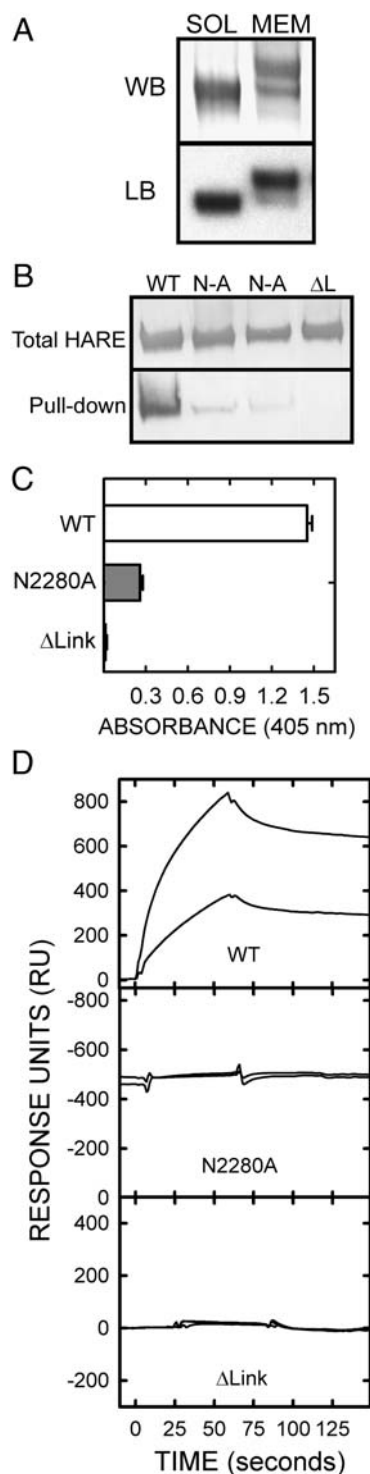 A
SOL MEM
WB
LB
B
WT N-A N-A ΔL
Total HARE
Pull-down
C
WT
N2280A
ΔLink
0.3 0.6 0.9 1.2 1.5
ABSORBANCE (405 nm)
D
RESPONSE UNITS (RU)
800
600
400
200
0
WT
-800
-600
-400
-200
0
N2280A
400
200
0
-200
ΔLink
0 25 50 75 100 125
TIME (seconds)